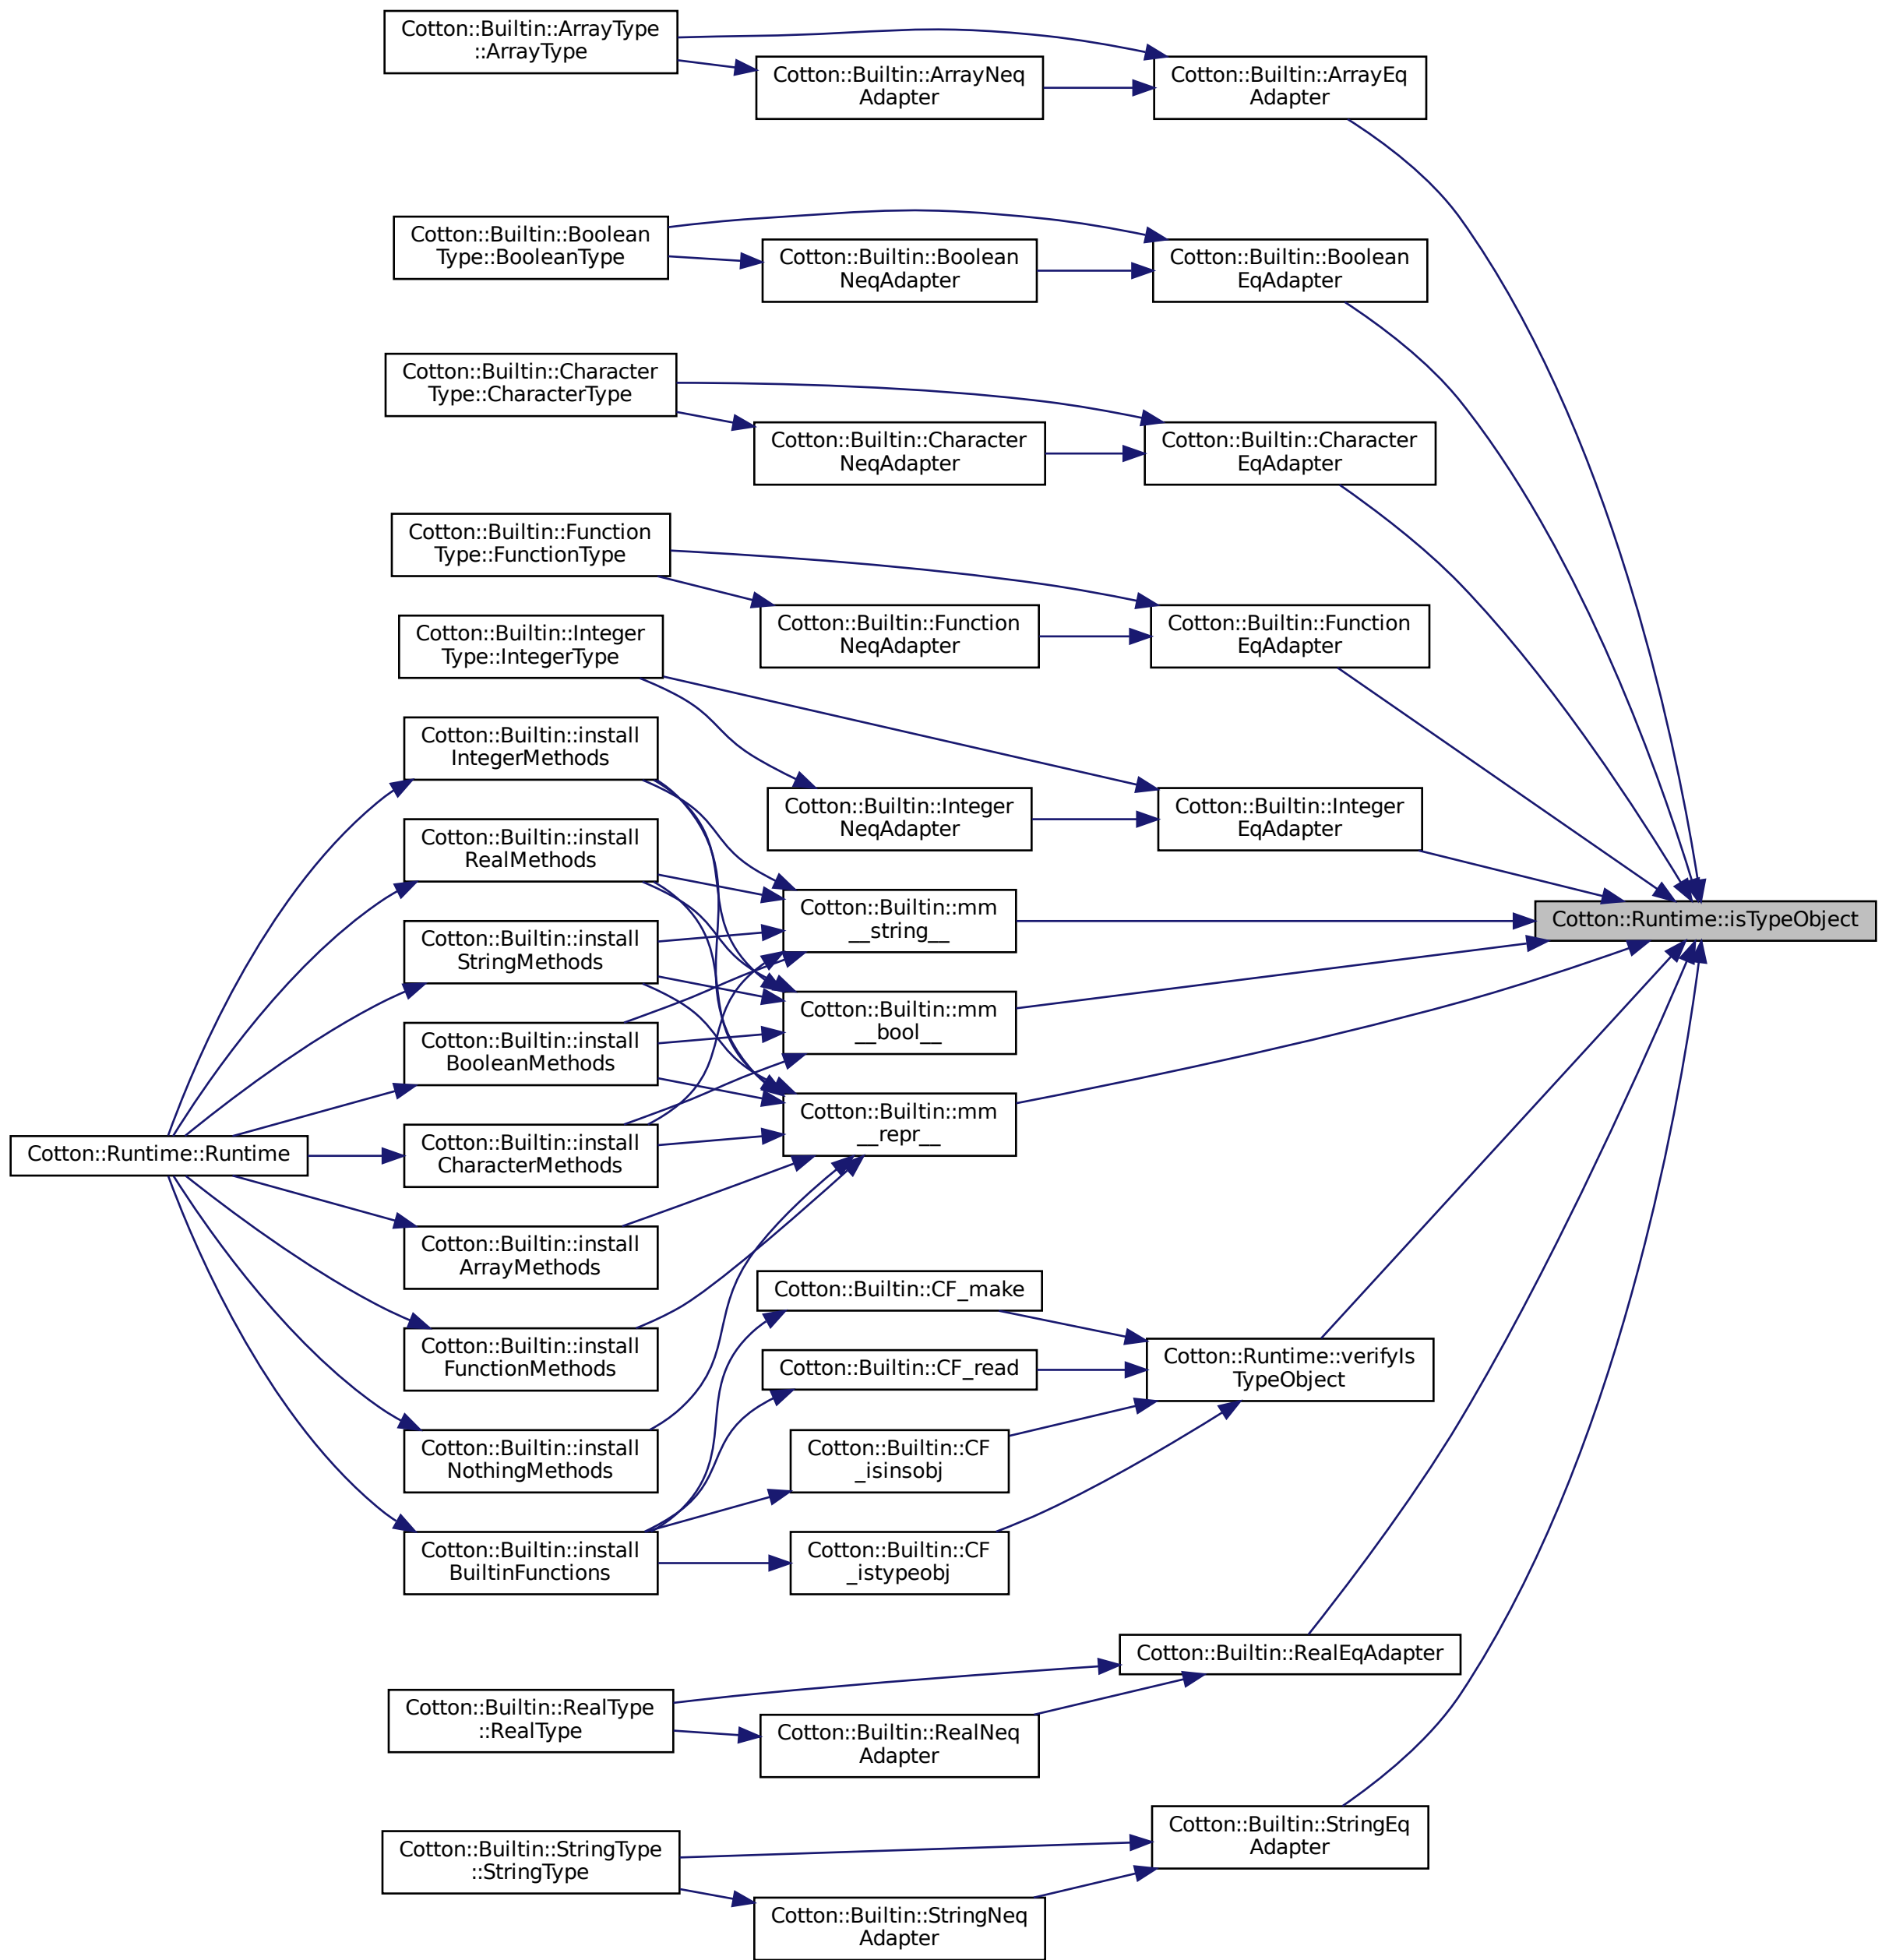 Cotton::Builtin::ArrayType
::ArrayType
Cotton::Builtin::ArrayNeq
Adapter
Cotton::Builtin::ArrayEq
Adapter
Cotton::Builtin::Boolean
Type::BooleanType
Cotton::Builtin::Boolean
NeqAdapter
Cotton::Builtin::Boolean
EqAdapter
Cotton::Builtin::Character
Type::CharacterType
Cotton::Builtin::Character
NeqAdapter
Cotton::Builtin::Character
EqAdapter
Cotton::Builtin::Function
Type::FunctionType
Cotton::Builtin::Function
NeqAdapter
Cotton::Builtin::Function
EqAdapter
Cotton::Builtin::Integer
Type::IntegerType
Cotton::Builtin::Integer
NeqAdapter
Cotton::Builtin::Integer
EqAdapter
Cotton::Builtin::install
IntegerMethods
Cotton::Builtin::install
RealMethods
Cotton::Builtin::install
StringMethods
Cotton::Builtin::install
BooleanMethods
Cotton::Builtin::install
CharacterMethods
Cotton::Builtin::install
ArrayMethods
Cotton::Builtin::install
FunctionMethods
Cotton::Builtin::install
NothingMethods
Cotton::Builtin::install
BuiltinFunctions
Cotton::Runtime::Runtime
Cotton::Builtin::mm
__string__
Cotton::Builtin::mm
__bool__
Cotton::Builtin::mm
__repr__
Cotton::Runtime::isTypeObject
Cotton::Builtin::CF_make
Cotton::Builtin::CF_read
Cotton::Builtin::CF
_isinsobj
Cotton::Builtin::CF
_istypeobj
Cotton::Runtime::verifyIs
TypeObject
Cotton::Builtin::RealEqAdapter
Cotton::Builtin::RealType
::RealType
Cotton::Builtin::RealNeq
Adapter
Cotton::Builtin::StringEq
Adapter
Cotton::Builtin::StringType
::StringType
Cotton::Builtin::StringNeq
Adapter